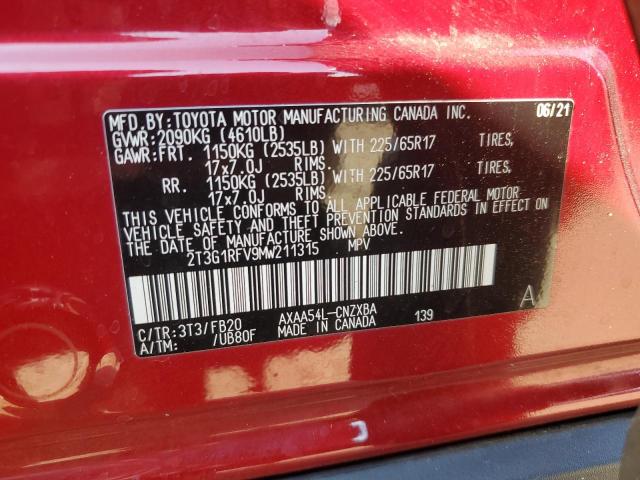 MFD.BY:TOYOTA MOTOR MANUFACTURING CANADA INC. 06/21
GVWR:2090KG (4610LB)
GAWR:FRT. 1150KG (2535LB) WITH 225/65R17 TIRES,
17x7.0J RIMS.
RR. 1150KG (2535LB) WITH 225/65R17 TIRES,
17x7.0J RIMS
THIS VEHICLE CONFORMS TO ALL APPLICABLE FEDERAL MOTOR
VEHICLE SAFETY AND THEFT PREVENTION STANDARDS IN EFFECT ON
THE DATE OF MANUFACTURE SHOWN ABOVE.
2T3G1RFV9MW211315 MPV
C/TR:3T3/FB20 AXAA54L-CNZXBA A
A/TM: /UB80F MADE IN CANADA 139